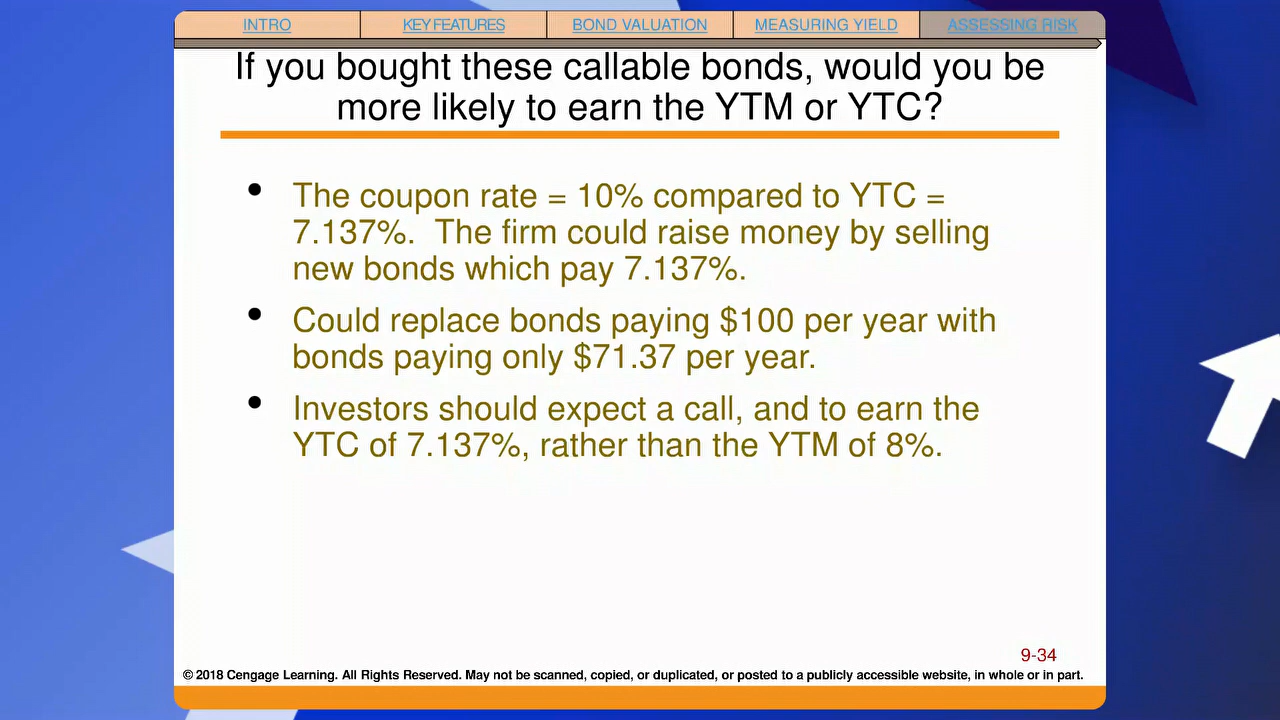 INTRO KEY FEATURES BOND VALUATION MEASURING YIELD ASSESSING RISK
If you bought these callable bonds, would you be
more likely to earn the YTM or YTC?
• The coupon rate = 10% compared to YTC =
7.137%. The firm could raise money by selling
new bonds which pay 7.137%.
• Could replace bonds paying $100 per year with
bonds paying only $71.37 per year.
• Investors should expect a call, and to earn the
YTC of 7.137%, rather than the YTM of 8%.
9-34
© 2018 Cengage Learning. All Rights Reserved. May not be scanned, copied, or duplicated, or posted to a publicly accessible website, in whole or in part.